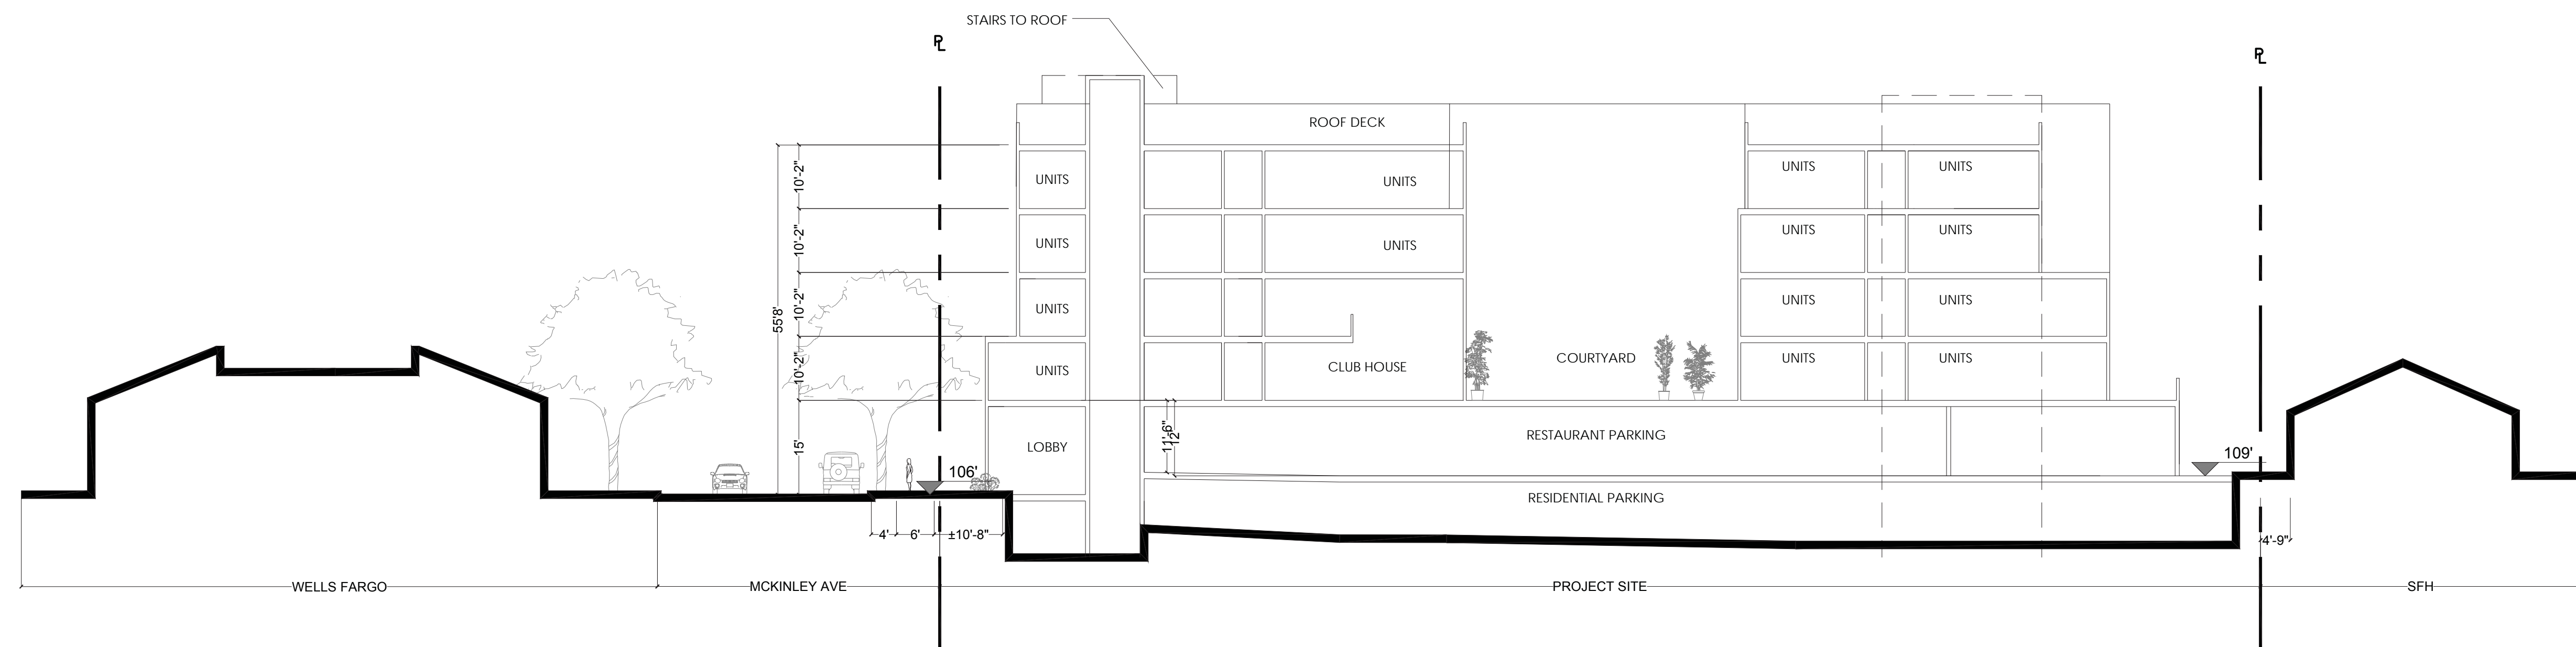 STAIRS TO ROOF
PL
PL
ROOF DECK
UNITS
UNITS
UNITS
UNITS
10'-2"
UNITS
UNITS
UNITS
UNITS
10'-2"
UNITS
UNITS
UNITS
10'-2"
55'8'
UNITS
CLUB HOUSE
COURTYARD
UNITS
UNITS
10'-2"
LOBBY
RESTAURANT PARKING
15'
11'-6"
12'
106'
109'
RESIDENTIAL PARKING
4'
6'
±10'-8"
4'-9"
WELLS FARGO
MCKINLEY AVE
PROJECT SITE
SFH